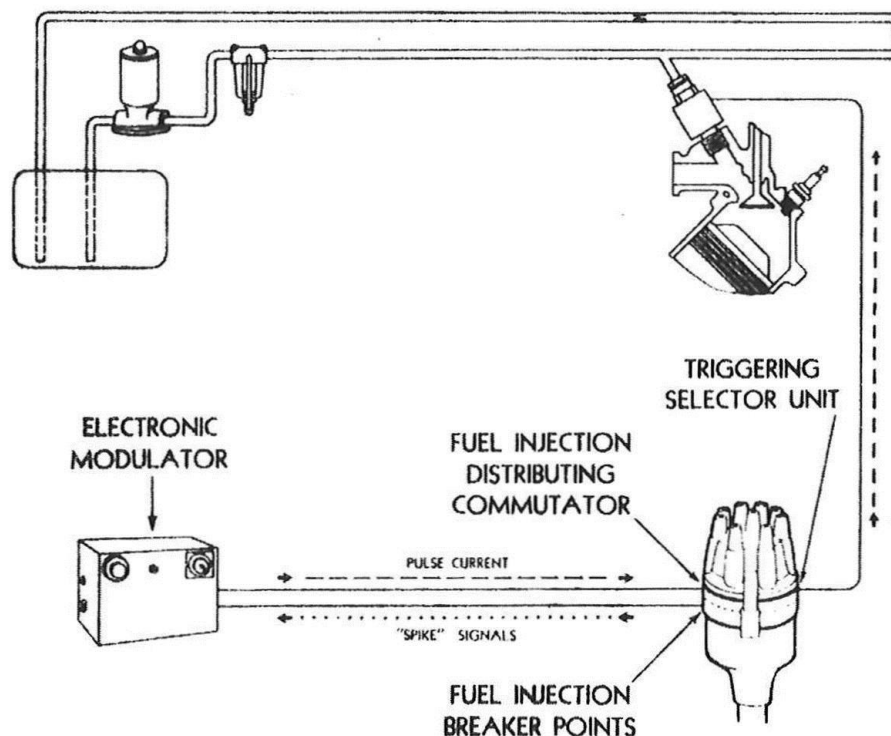 TRIGGERING
SELECTOR UNIT
ELECTRONIC
MODULATOR
FUEL INJECTION
DISTRIBUTING
COMMUTATOR
PULSE CURRENT
"SPIKE" SIGNALS
FUEL INJECTION
BREAKER POINTS